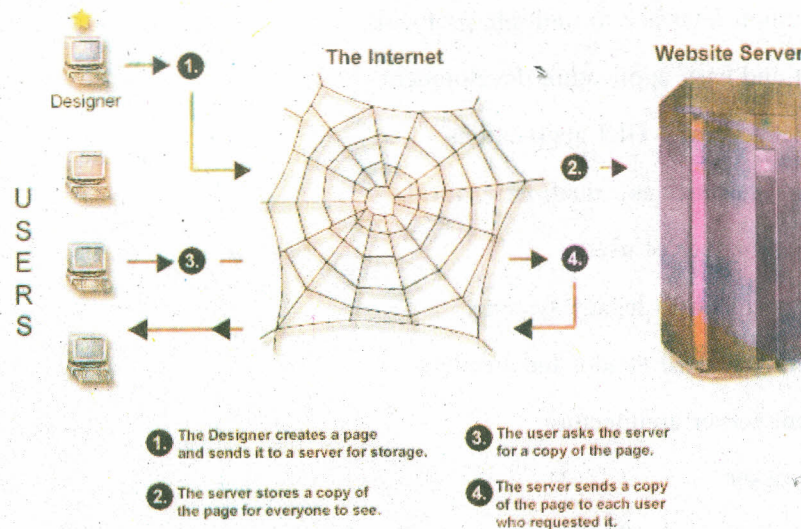 The Internet
Website Server
Designer
1.
2.
3.
4.
USERS
1. The Designer creates a page
and sends it to a server for storage.
2. The server stores a copy of
the page for everyone to see.
3. The user asks the server
for a copy of the page.
4. The server sends a copy
of the page to each user
who requested it.